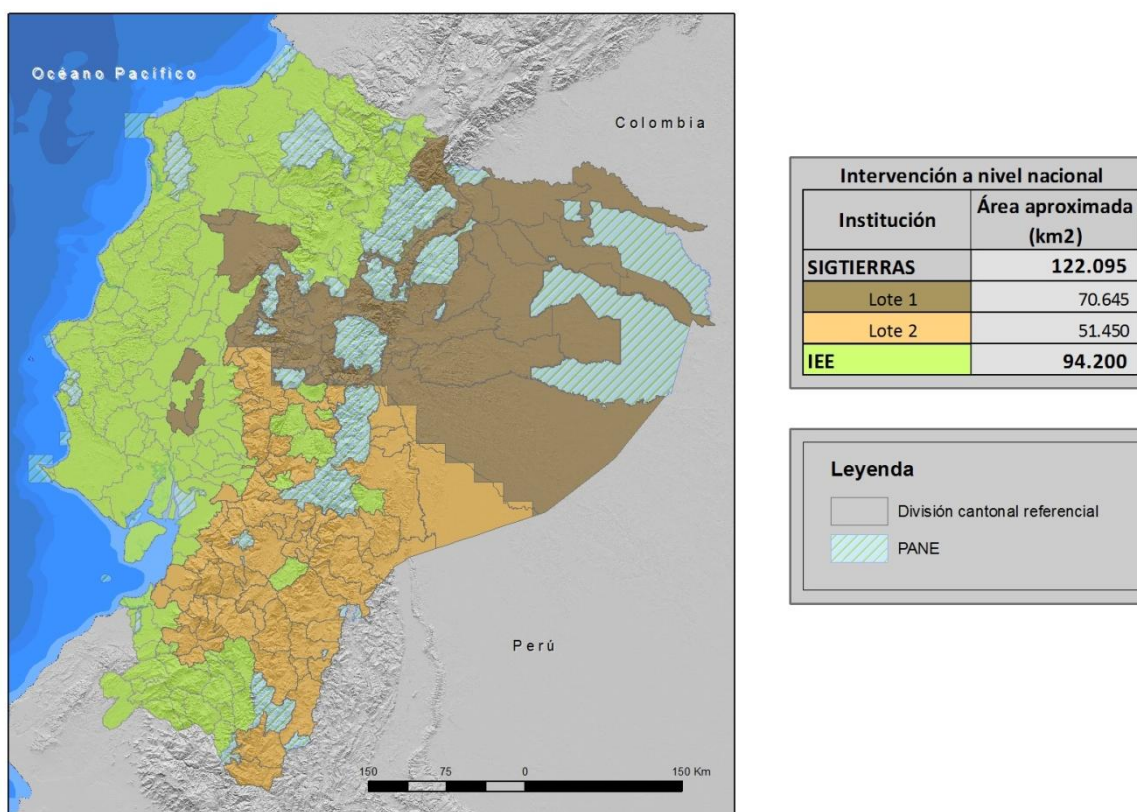 Océano Pacífico
Colombia
Perú
150 75 0 150 Km
Intervención a nivel nacional
Institución Área aproximada
(km2)
SIGTIERRAS 122.095
Lote 1 70.645
Lote 2 51.450
IEE 94.200
Leyenda
División cantonal referencial
PANE